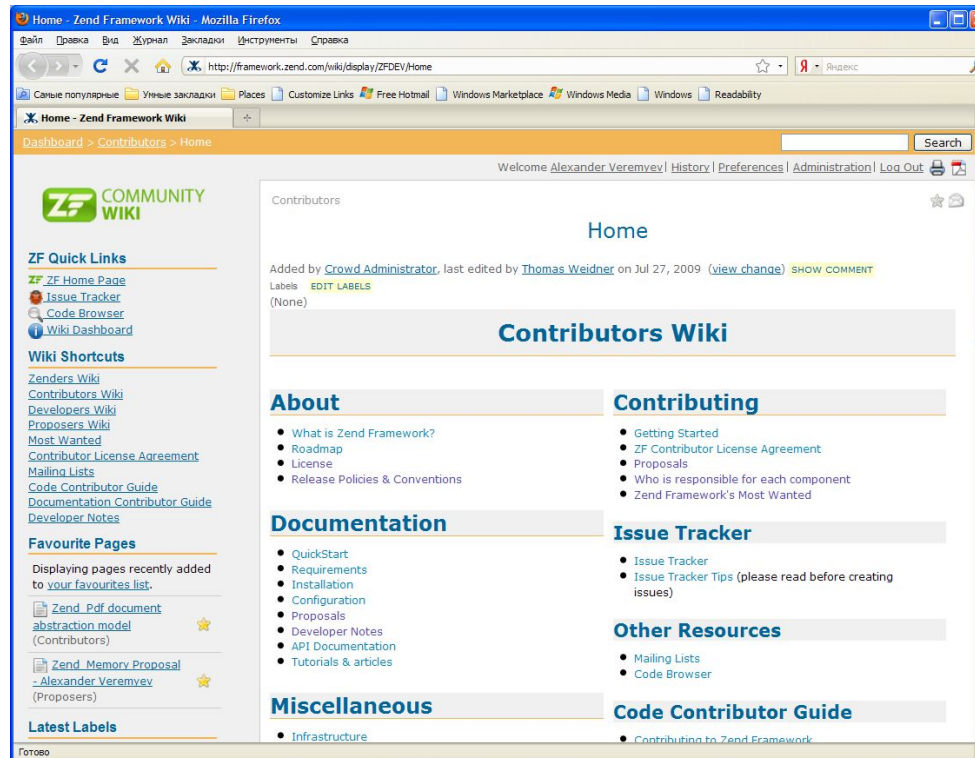 Home - Zend Framework Wiki - Mozilla Firefox
Файл Правка Вид Журнал Закладки Инструменты Справка
http://framework.zend.com/wiki/display/ZFDEV/Home
Я Яндекс
Самые популярные Умные закладки Places Customize Links Free Hotmail Windows Marketplace Windows Media Windows Readability
Home - Zend Framework Wiki
Dashboard > Contributors > Home
Search
Welcome Alexander Veremyev | History | Preferences | Administration | Log Out
ZF COMMUNITY
WIKI
ZF Quick Links
ZF ZF Home Page
Issue Tracker
Code Browser
Wiki Dashboard
Wiki Shortcuts
Zenders Wiki
Contributors Wiki
Developers Wiki
Proposers Wiki
Most Wanted
Contributor License Agreement
Mailing Lists
Code Contributor Guide
Documentation Contributor Guide
Developer Notes
Favourite Pages
Displaying pages recently added
to your favourites list.
Zend_Pdf document
abstraction model
(Contributors)
Zend_Memory Proposal
- Alexander Veremyev
(Proposers)
Latest Labels
Contributors
Home
Added by Crowd Administrator, last edited by Thomas Weidner on Jul 27, 2009 (view change) SHOW COMMENT
Labels EDIT LABELS
(None)
Contributors Wiki
About
What is Zend Framework?
Roadmap
License
Release Policies & Conventions
Documentation
QuickStart
Requirements
Installation
Configuration
Proposals
Developer Notes
API Documentation
Tutorials & articles
Miscellaneous
Infrastructure
Contributing
Getting Started
ZF Contributor License Agreement
Proposals
Who is responsible for each component
Zend Framework's Most Wanted
Issue Tracker
Issue Tracker
Issue Tracker Tips (please read before creating
issues)
Other Resources
Mailing Lists
Code Browser
Code Contributor Guide
Contributing to Zend Framework
Готово